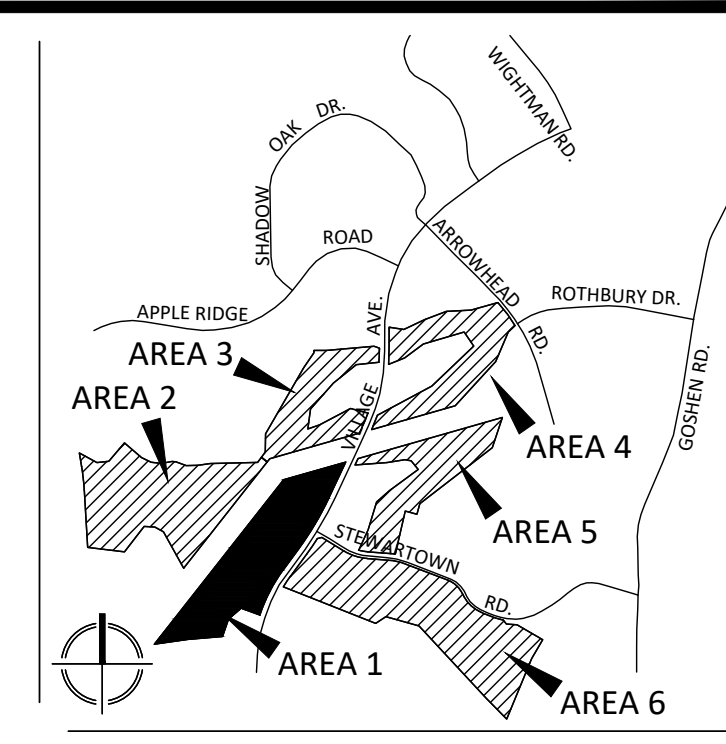 WIGHTMAN RD.
SHADOW OAK DR.
APPLE RIDGE ROAD
ARROWHEAD RD.
ROTHBURY DR.
GOSHEN RD.
VILLAGE AVE.
AREA 3
AREA 2
AREA 4
AREA 5
STEWARTOWN RD.
AREA 1
AREA 6